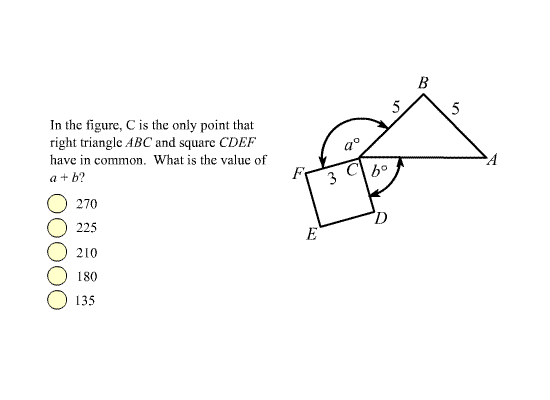 In the figure, C is the only point that
right triangle ABC and square CDEF
have in common. What is the value of
a + b?
270
225
210
180
135
B
5
5
a°
A
F
3
C
b°
D
E